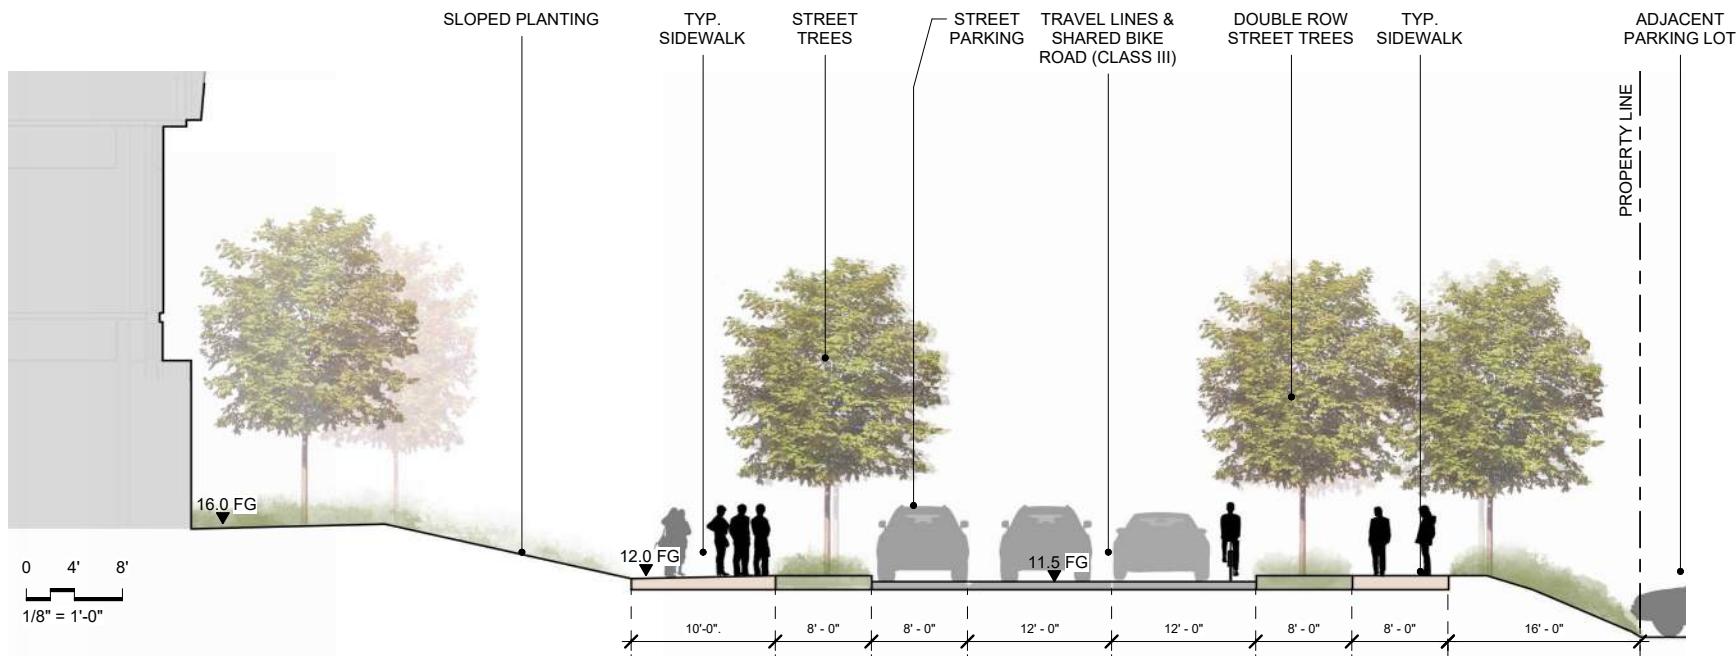 SLOPED PLANTING
TYP.
SIDEWALK
STREET
TREES
STREET
PARKING
TRAVEL LINES &
SHARED BIKE
ROAD (CLASS III)
DOUBLE ROW
STREET TREES
TYP.
SIDEWALK
ADJACENT
PARKING LOT
PROPERTY LINE
16.0 FG
12.0 FG
11.5 FG
0 4' 8'
1/8" = 1'-0"
10'-0".
8' - 0"
8' - 0"
12' - 0"
12' - 0"
8' - 0"
8' - 0"
16' - 0"